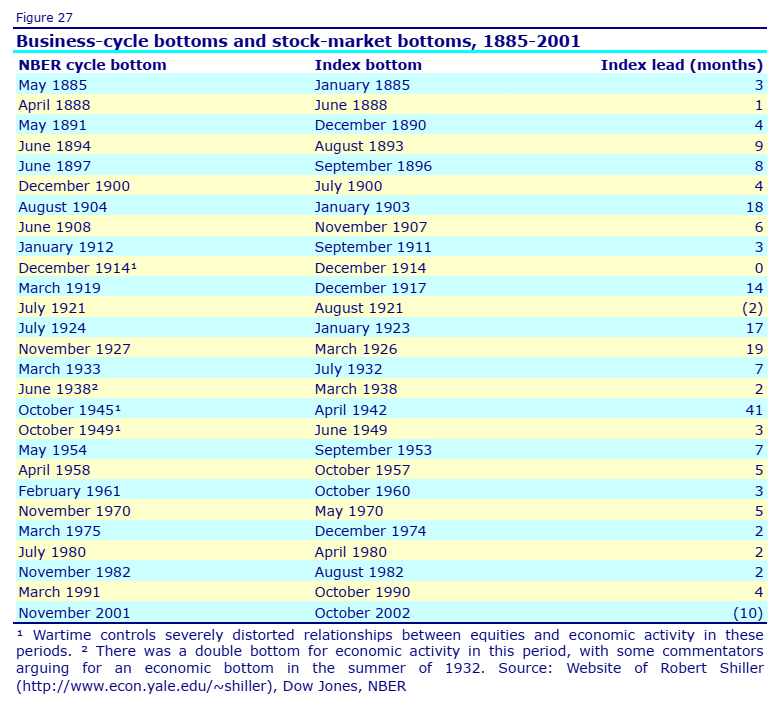 Figure 27
Business-cycle bottoms and stock-market bottoms, 1885-2001
NBER cycle bottom Index bottom Index lead (months)
May 1885 January 1885 3
April 1888 June 1888 1
May 1891 December 1890 4
June 1894 August 1893 9
June 1897 September 1896 8
December 1900 July 1900 4
August 1904 January 1903 18
June 1908 November 1907 6
January 1912 September 1911 3
December 1914¹ December 1914 0
March 1919 December 1917 14
July 1921 August 1921 (2)
July 1924 January 1923 17
November 1927 March 1926 19
March 1933 July 1932 7
June 1938² March 1938 2
October 1945¹ April 1942 41
October 1949¹ June 1949 3
May 1954 September 1953 7
April 1958 October 1957 5
February 1961 October 1960 3
November 1970 May 1970 5
March 1975 December 1974 2
July 1980 April 1980 2
November 1982 August 1982 2
March 1991 October 1990 4
November 2001 October 2002 (10)
¹ Wartime controls severely distorted relationships between equities and economic activity in these
periods. ² There was a double bottom for economic activity in this period, with some commentators
arguing for an economic bottom in the summer of 1932. Source: Website of Robert Shiller
(http://www.econ.yale.edu/~shiller), Dow Jones, NBER